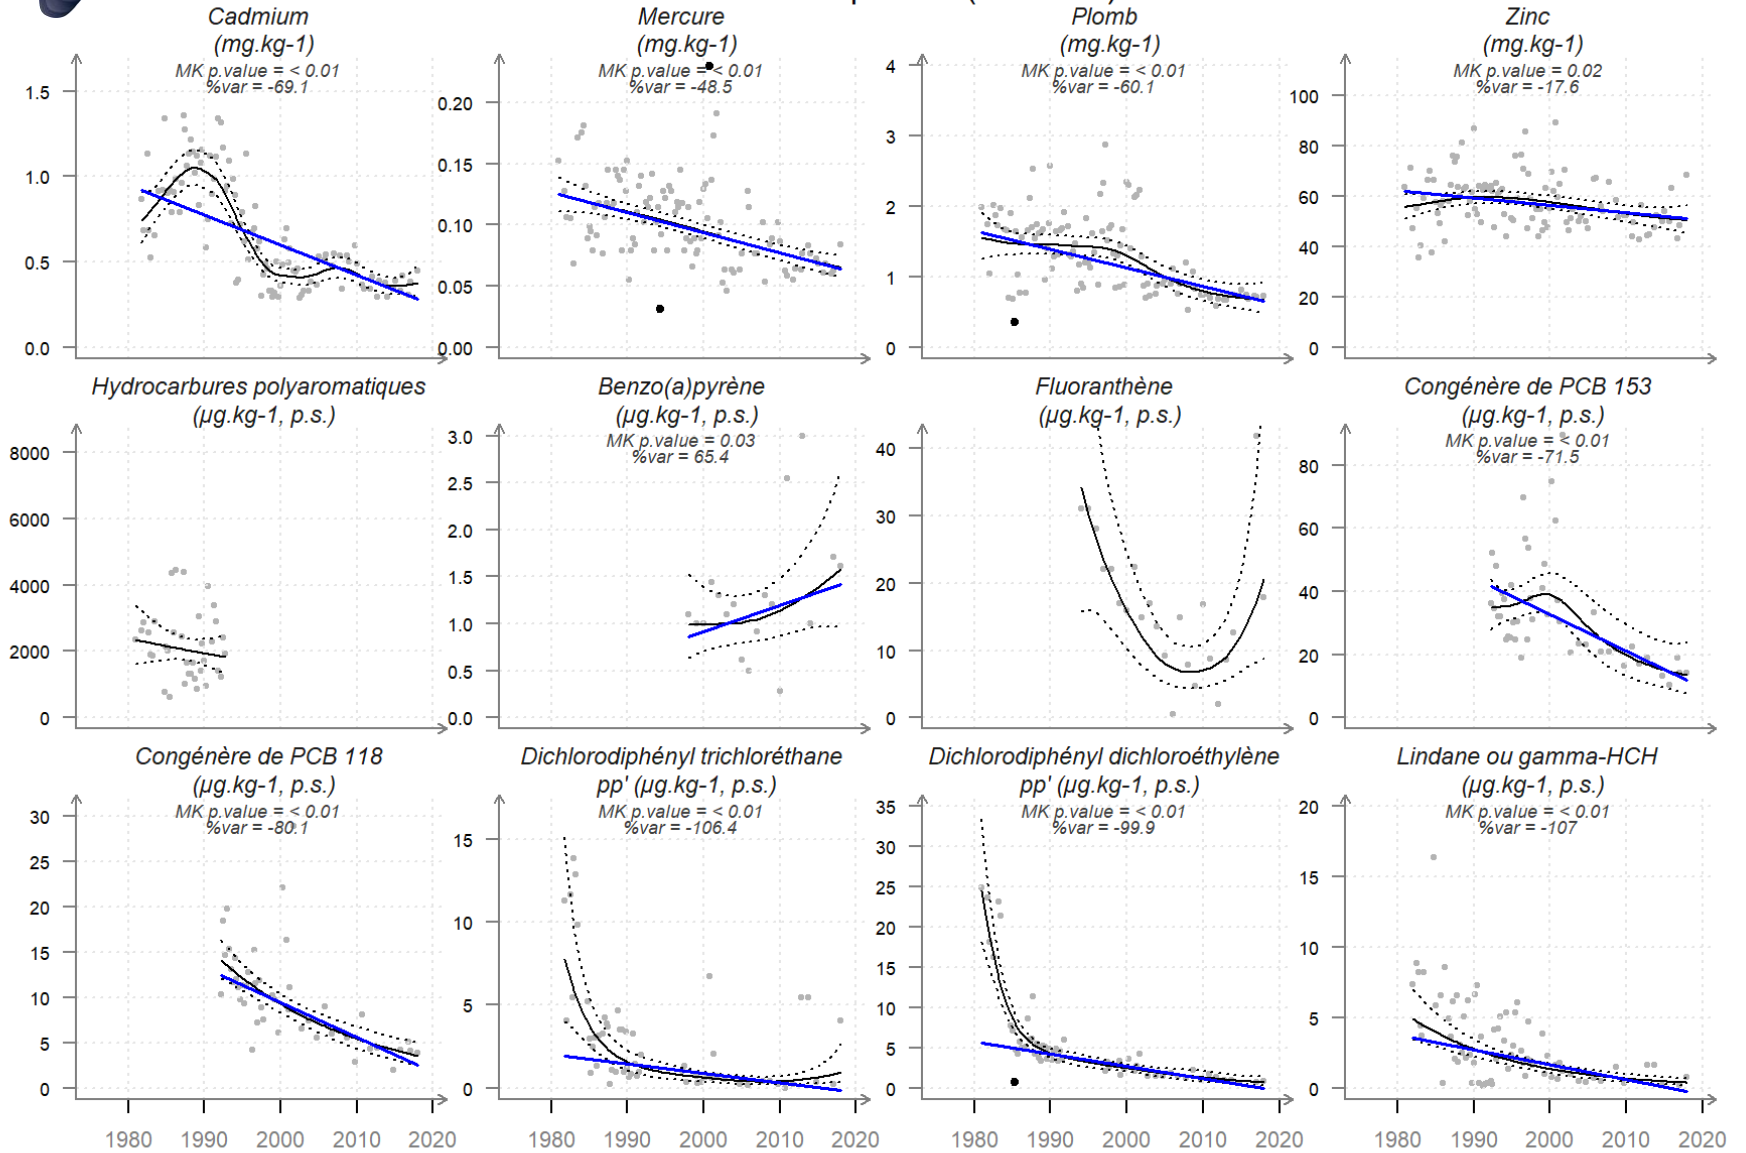 Cadmium
(mg.kg-1)
MK p.value = < 0.01
%var = -69.1
1.5
1.0
0.5
0.0
Mercure
(mg.kg-1)
MK p.value = < 0.01
%var = -48.5
0.20
0.15
0.10
0.05
0.00
Plomb
(mg.kg-1)
MK p.value = < 0.01
%var = -60.1
4
3
2
1
0
Zinc
(mg.kg-1)
MK p.value = 0.02
%var = -17.6
100
80
60
40
20
0
Hydrocarbures polyaromatiques
(µg.kg-1, p.s.)
8000
6000
4000
2000
0
Benzo(a)pyrène
(µg.kg-1, p.s.)
MK p.value = 0.03
%var = 65.4
3.0
2.5
2.0
1.5
1.0
0.5
0.0
Fluoranthène
(µg.kg-1, p.s.)
40
30
20
10
0
Congénère de PCB 153
(µg.kg-1, p.s.)
MK p.value = < 0.01
%var = -71.5
80
60
40
20
0
Congénère de PCB 118
(µg.kg-1, p.s.)
MK p.value = < 0.01
%var = -80.1
30
25
20
15
10
5
0
1980 1990 2000 2010 2020
Dichlorodiphényl trichloréthane
pp' (µg.kg-1, p.s.)
MK p.value = < 0.01
%var = -106.4
15
10
5
0
1980 1990 2000 2010 2020
Dichlorodiphényl dichloroéthylène
pp' (µg.kg-1, p.s.)
MK p.value = < 0.01
%var = -99.9
35
30
25
20
15
10
5
0
1980 1990 2000 2010 2020
Lindane ou gamma-HCH
(µg.kg-1, p.s.)
MK p.value = < 0.01
%var = -107
20
15
10
5
0
1980 1990 2000 2010 2020